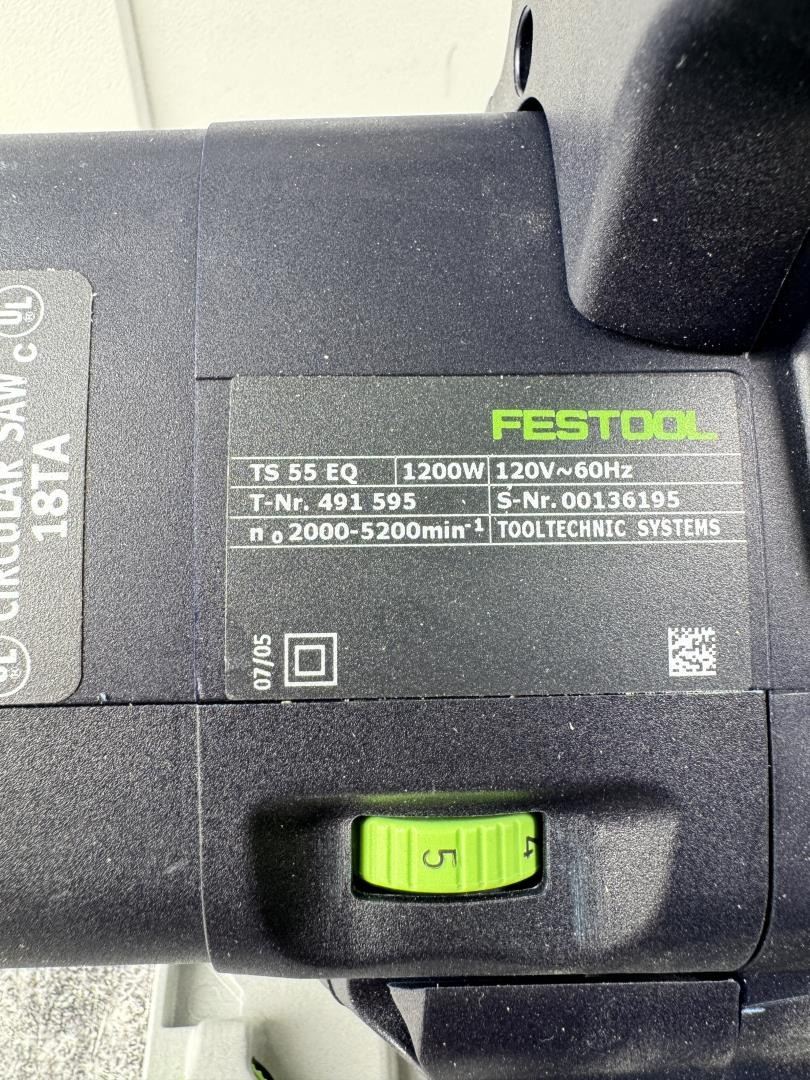 UL
C
CIRCULAR SAW
18TA
FESTOOL
TS 55 EQ 1200W 120V~60Hz
T-Nr. 491 595 S-Nr. 00136195
n₀ 2000-5200min⁻¹ TOOLTECHNIC SYSTEMS
07/05
5 4